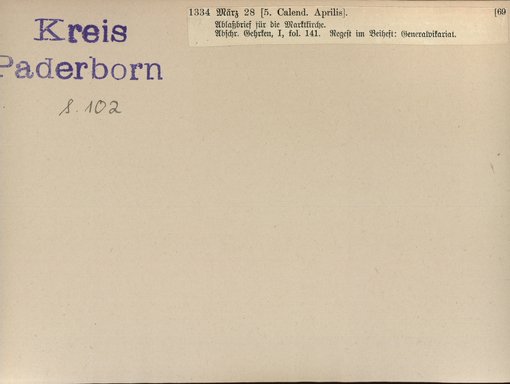 Kreis
Paderborn
S. 102
1334 März 28 [5. Calend. Aprilis]. [69
Ablaßbrief für die Marktkirche.
Abschr. Gehrken, I, fol. 141. Regest im Beiheft: Generalvikariat.